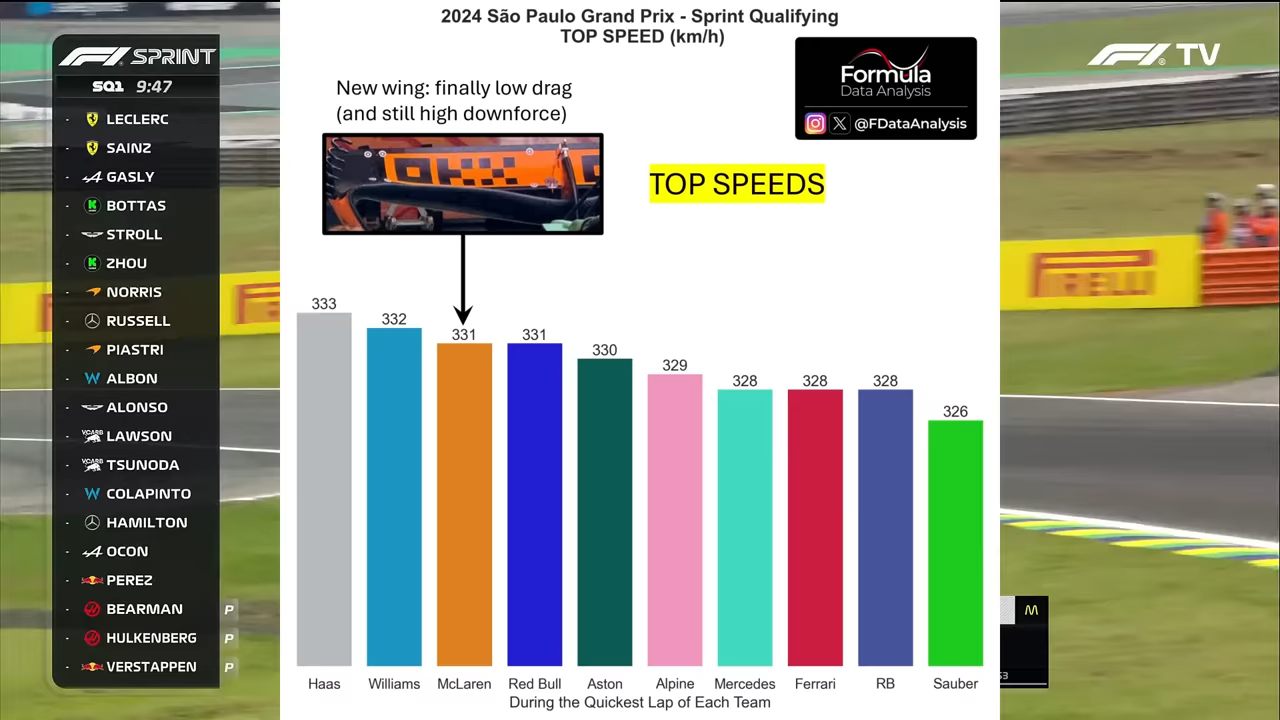 2024 São Paulo Grand Prix - Sprint Qualifying
TOP SPEED (km/h)
F1 SPRINT
SQ1 9:47
- LECLERC
- SAINZ
- GASLY
- BOTTAS
- STROLL
- ZHOU
- NORRIS
- RUSSELL
- PIASTRI
- ALBON
- ALONSO
- VCARB LAWSON
- VCARB TSUNODA
- COLAPINTO
- HAMILTON
- OCON
- PEREZ
- BEARMAN P
- HULKENBERG P
- VERSTAPPEN P
New wing: finally low drag
(and still high downforce)
OKX
Formula
Data Analysis
@FDataAnalysis
F1 TV
TOP SPEEDS
PIRELLI
333
332
331
331
330
329
328
328
328
326
Haas Williams McLaren Red Bull Aston Alpine Mercedes Ferrari RB Sauber
During the Quickest Lap of Each Team
M